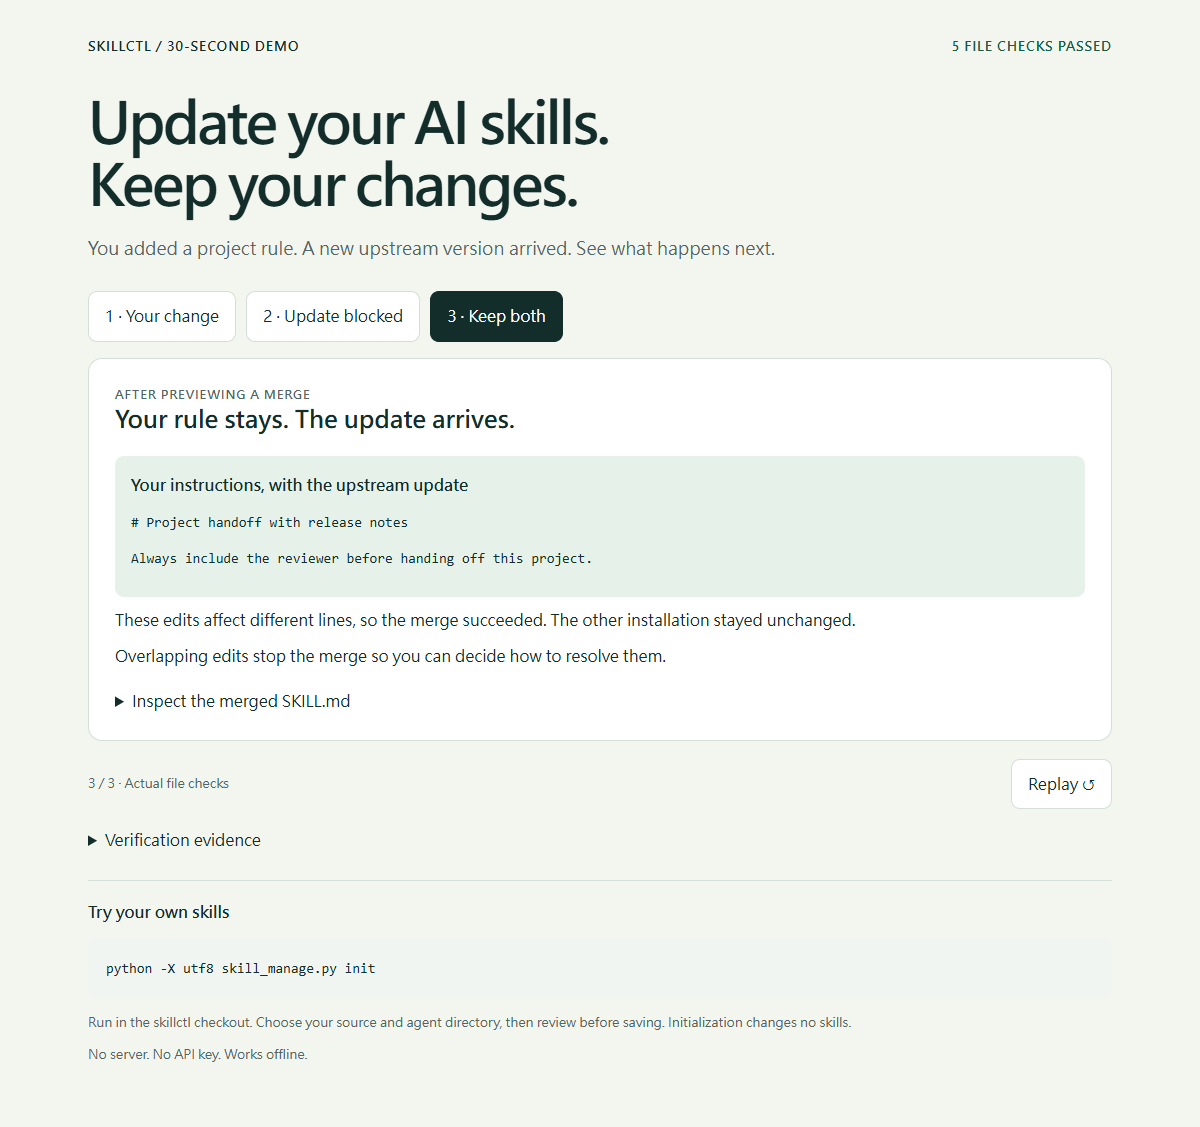 SKILLCTL / 30-SECOND DEMO
5 FILE CHECKS PASSED
Update your AI skills.
Keep your changes.
You added a project rule. A new upstream version arrived. See what happens next.
1 · Your change
2 · Update blocked
3 · Keep both
AFTER PREVIEWING A MERGE
Your rule stays. The update arrives.
Your instructions, with the upstream update
# Project handoff with release notes
Always include the reviewer before handing off this project.
These edits affect different lines, so the merge succeeded. The other installation stayed unchanged.
Overlapping edits stop the merge so you can decide how to resolve them.
▶ Inspect the merged SKILL.md
3 / 3 · Actual file checks
Replay ↺
▶ Verification evidence
Try your own skills
python -X utf8 skill_manage.py init
Run in the skillctl checkout. Choose your source and agent directory, then review before saving. Initialization changes no skills.
No server. No API key. Works offline.